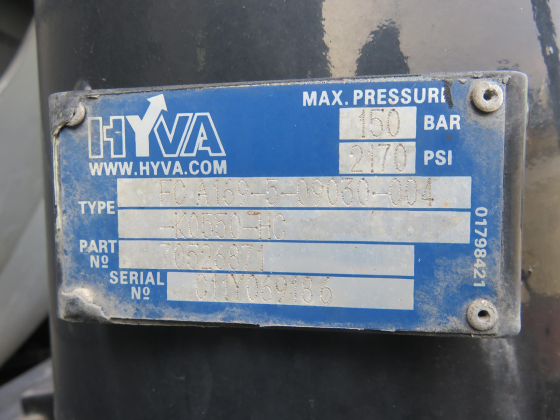 HYVA
WWW.HYVA.COM
MAX. PRESSURE
150 BAR
2170 PSI
TYPE FC A169-5-09030-004
-K0550-HC
PART Nº 70526871
SERIAL Nº C11Y069186
01798421